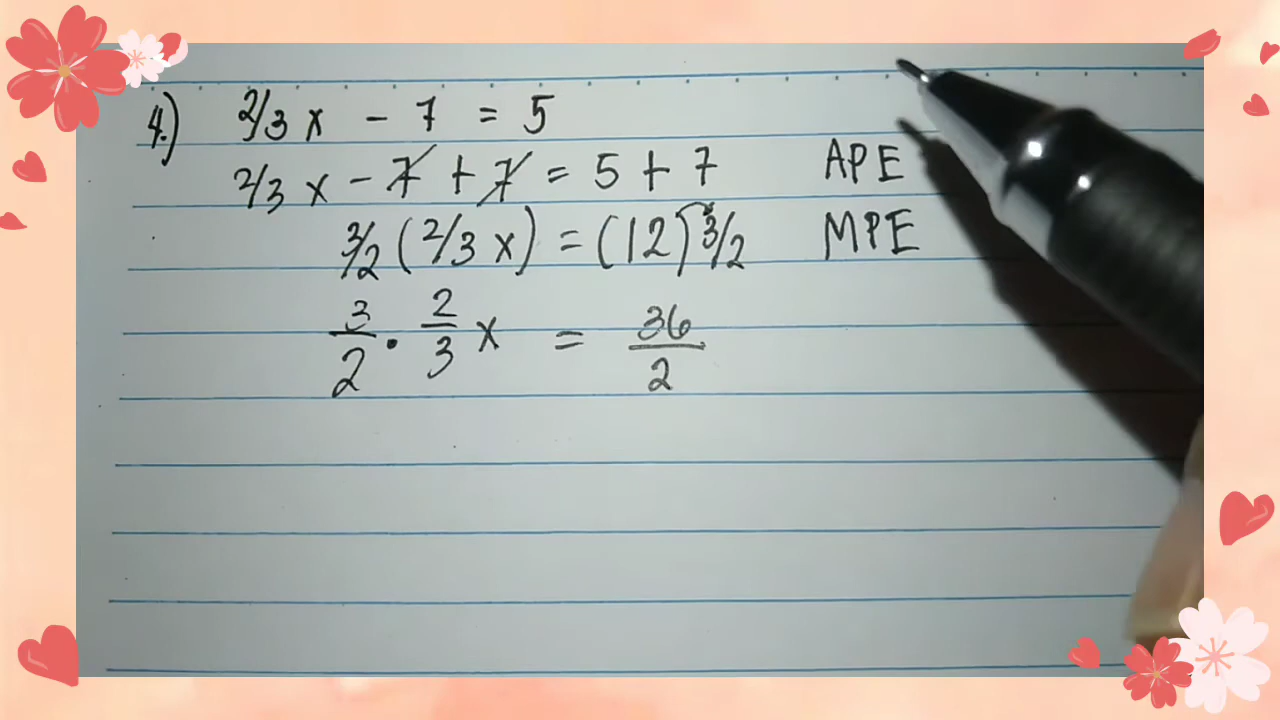 4.) 2/3 x - 7 = 5
2/3 x - 7 + 7 = 5 + 7 APE
3/2 (2/3 x) = (12) 3/2 MPE
3/2 · 2/3 x = 36/2